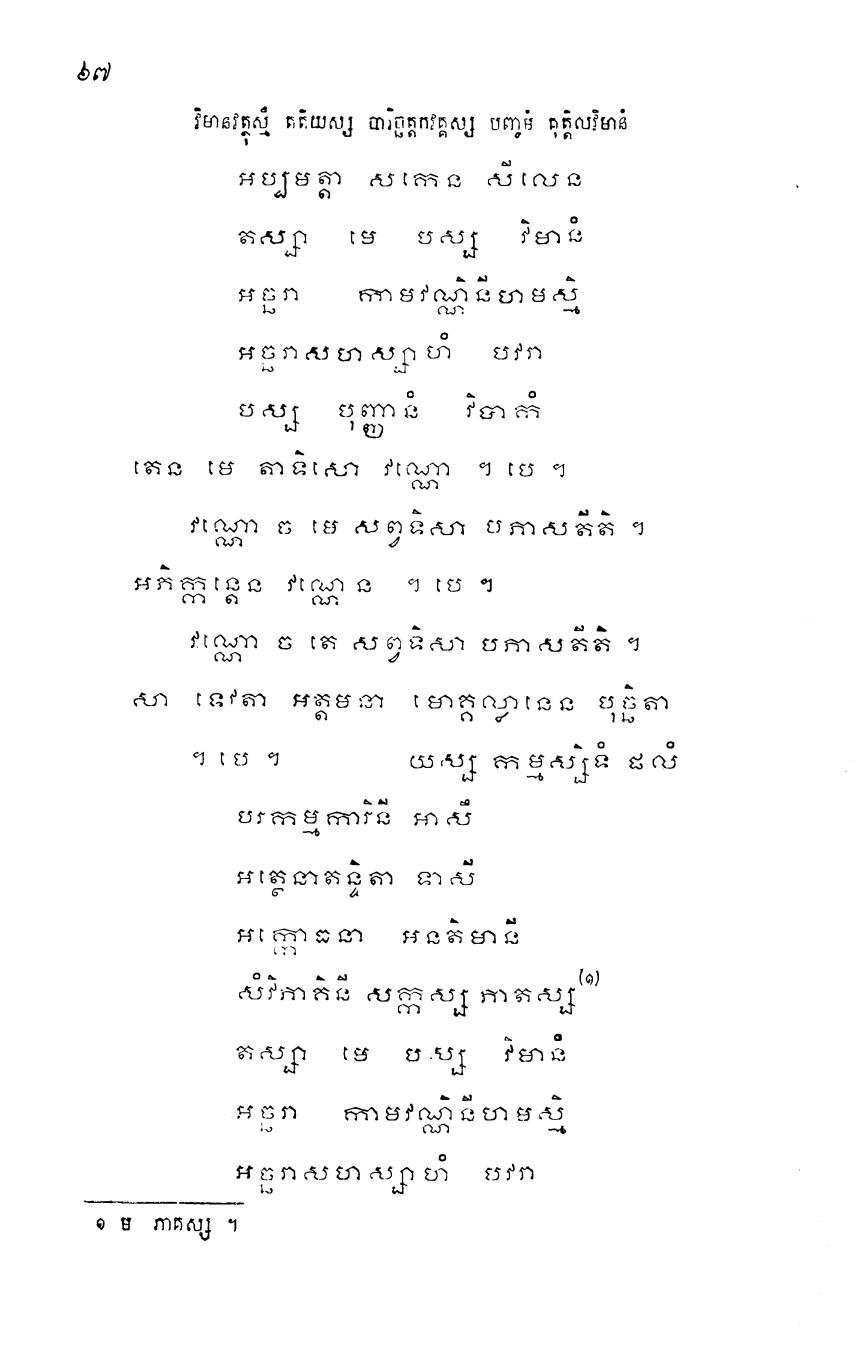 ៦៧
វិមានវត្ថុស្មឹ តតិយស្ស បារិច្ឆត្តកវគ្គស្ស បញ្ចមំ គុត្តិលវិមានំ
អប្បមត្តា សកេន សីលេន
តស្សា មេ បស្ស វិមានំ
អច្ឆរា កាមវណ្ណិនីហមស្មិ
អច្ឆរាសហស្សាហំ បវរា
បស្ស បុញ្ញានំ វិបាកំ
តេន មេ តាទិសោ វណ្ណោ ។ បេ ។
វណ្ណោ ច មេ សព្វទិសា បភាសតីតិ ។
អភិក្កន្តេន វណ្ណេន ។ បេ ។
វណ្ណោ ច តេ សព្វទិសា បភាសតីតិ ។
សា ទេវតា អត្តមនា មោគ្គល្លានេន បុច្ឆិតា
។ បេ ។ យស្ស កម្មស្សិទំ ផលំ
បរកម្មការិនី អាសឹ
អត្ថេនាតន្ទិតា ទាសី
អក្កោធនា អនតិមានី
សំវិភាគិនី សក្កស្ស ភាតស្ស(១)
តស្សា មេ បស្ស វិមានំ
អច្ឆរា កាមវណ្ណិនីហមស្មិ
អច្ឆរាសហស្សាហំ បវរា
១ ម ភាគស្ស ។